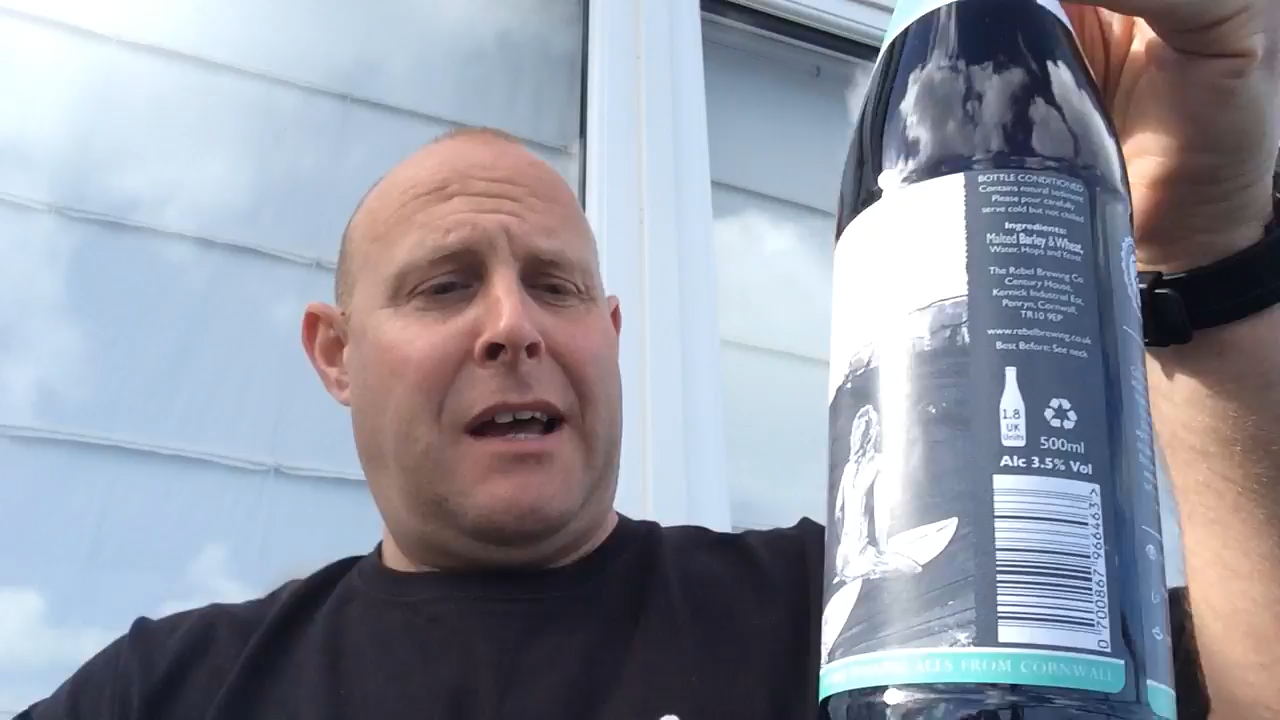 BOTTLE CONDITIONED
Contains natural sediment
Please pour carefully
serve cold but not chilled
Ingredients:
Malted Barley & Wheat,
Water, Hops and Yeast
The Rebel Brewing Co
Century House,
Kernick Industrial Est,
Penryn, Cornwall,
TR10 9EP
www.rebelbrewing.co.uk
Best Before: See neck
1.8
UK
Units
500ml
Alc 3.5% Vol
0 700867 966463>
ALES FROM CORNWALL